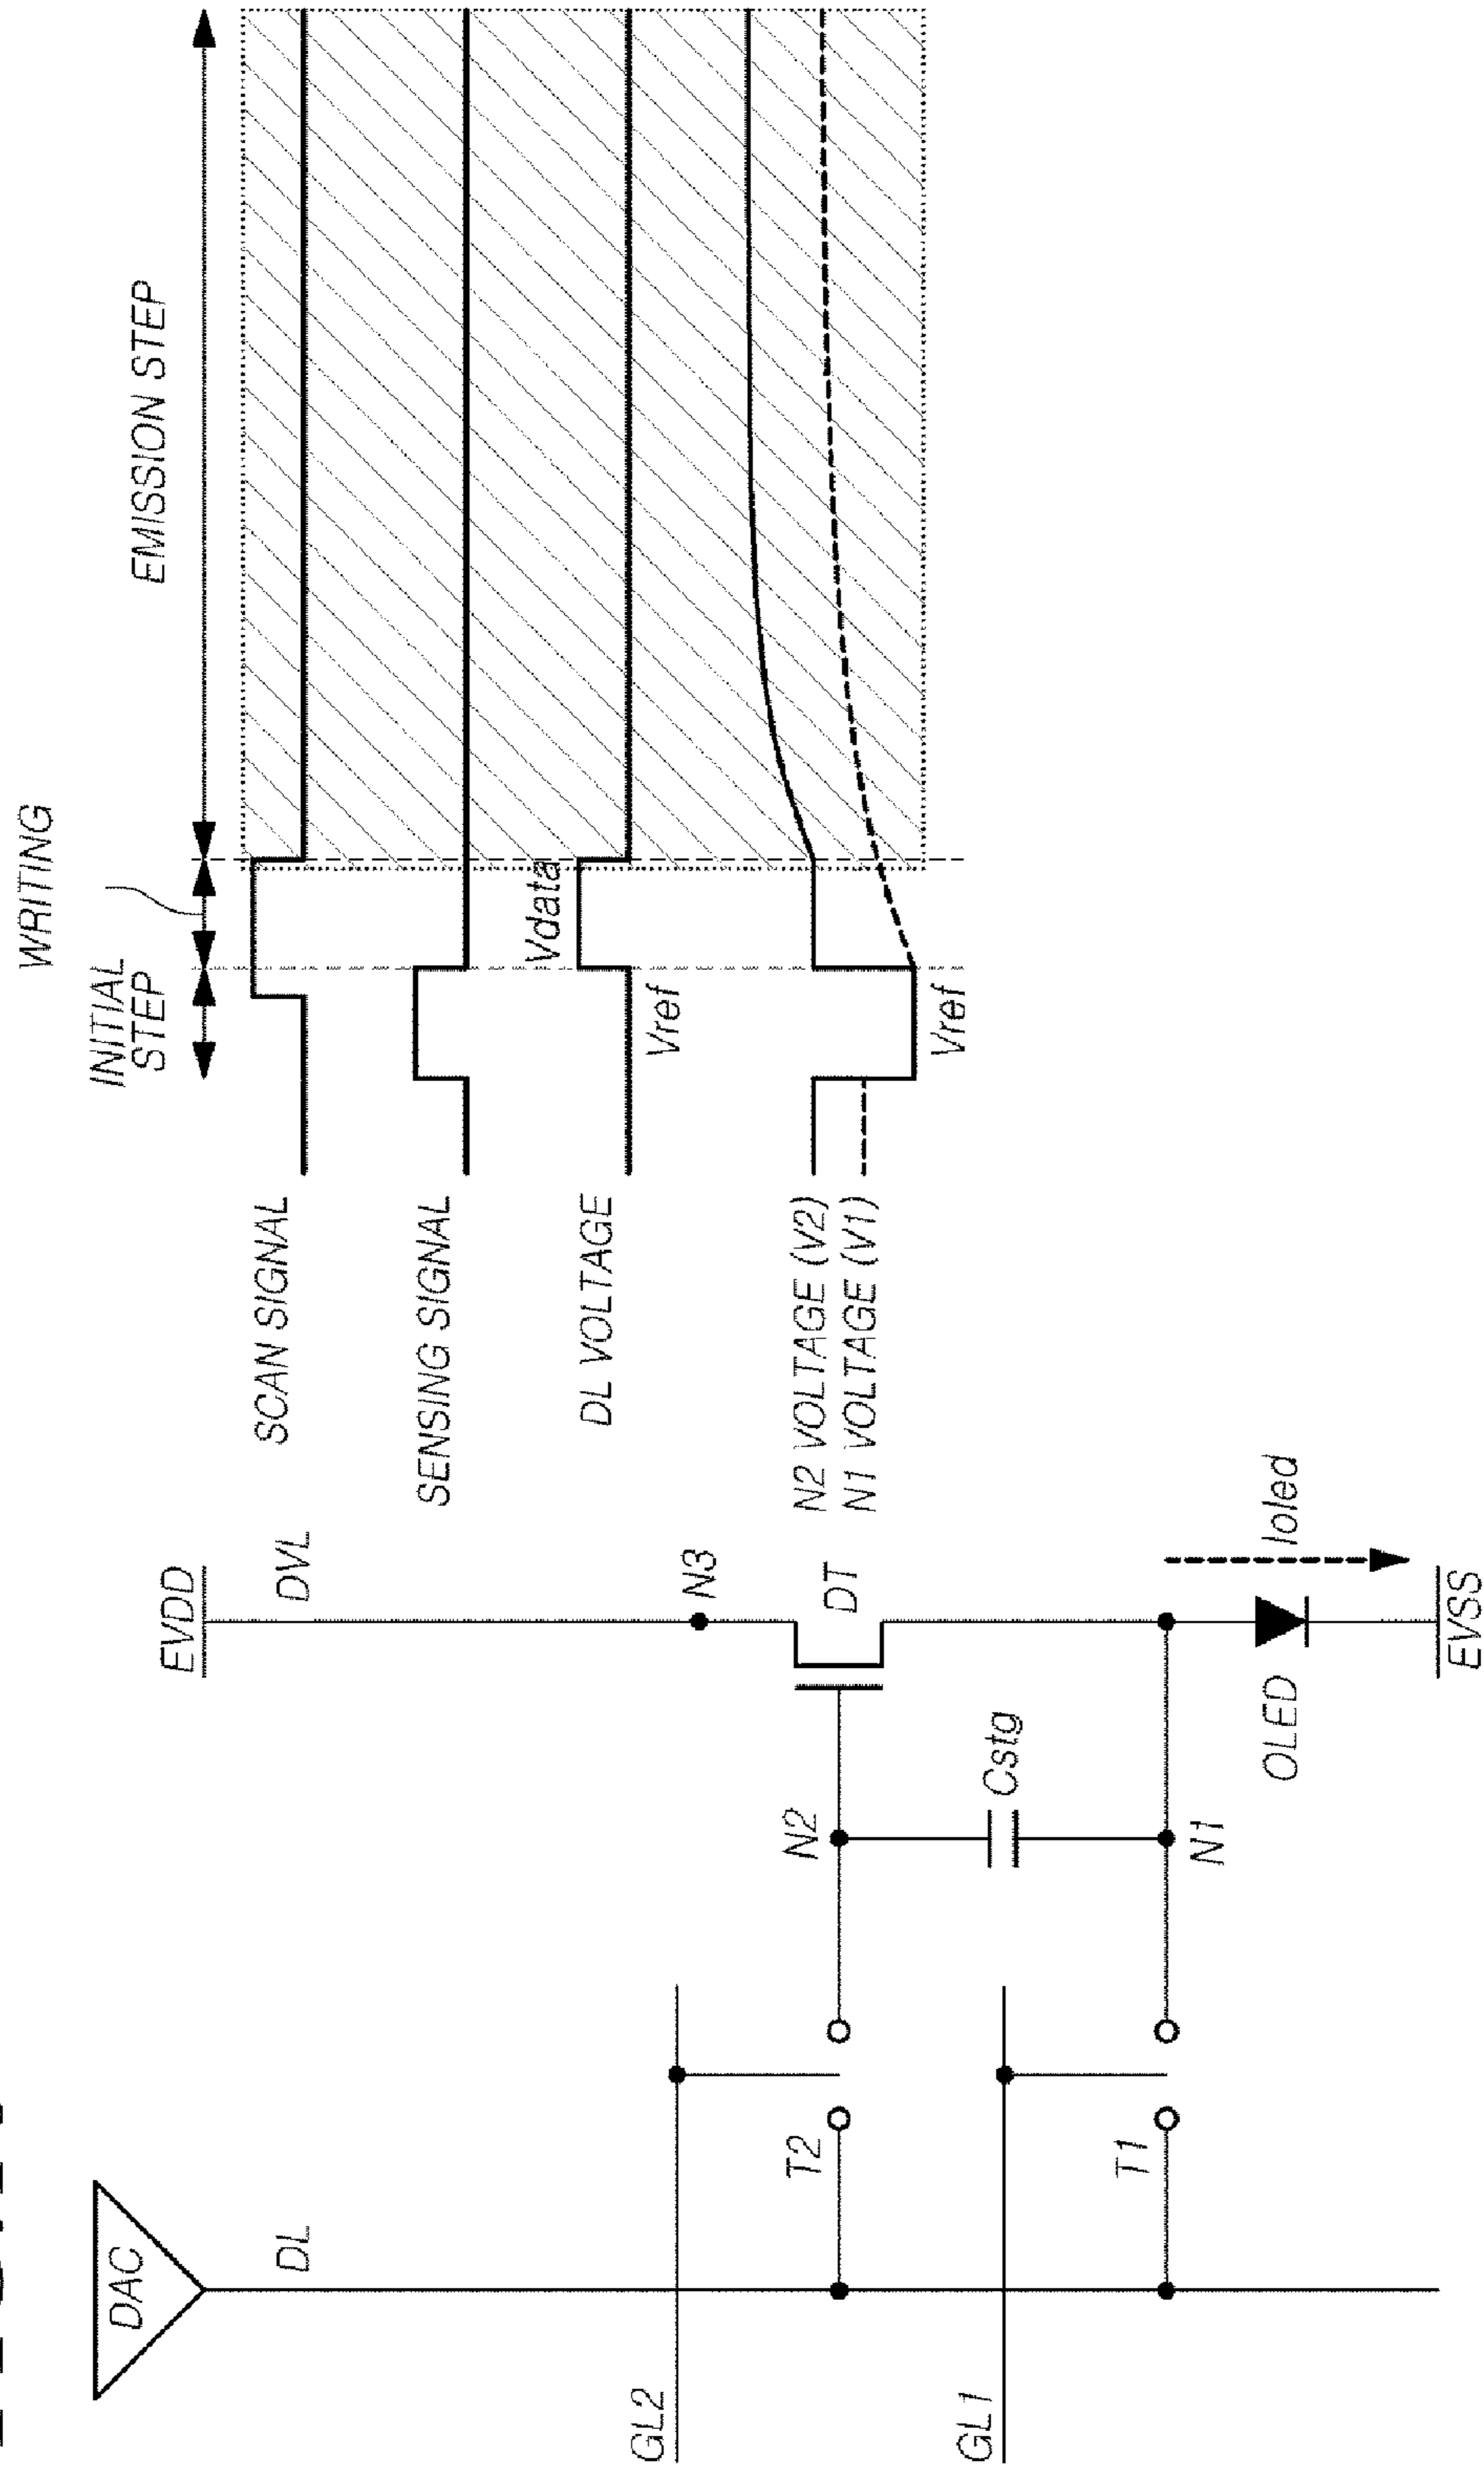 DAC
DL
GL2
GL1
T2
T1
N2
Cstg
N1
EVDD
DVL
N3
DT
OLED
Ioled
EVSS
WRITING
INITIAL
STEP
EMISSION STEP
SCAN SIGNAL
SENSING SIGNAL
DL VOLTAGE
Vdata
Vref
N2 VOLTAGE (V2)
N1 VOLTAGE (V1)
Vref